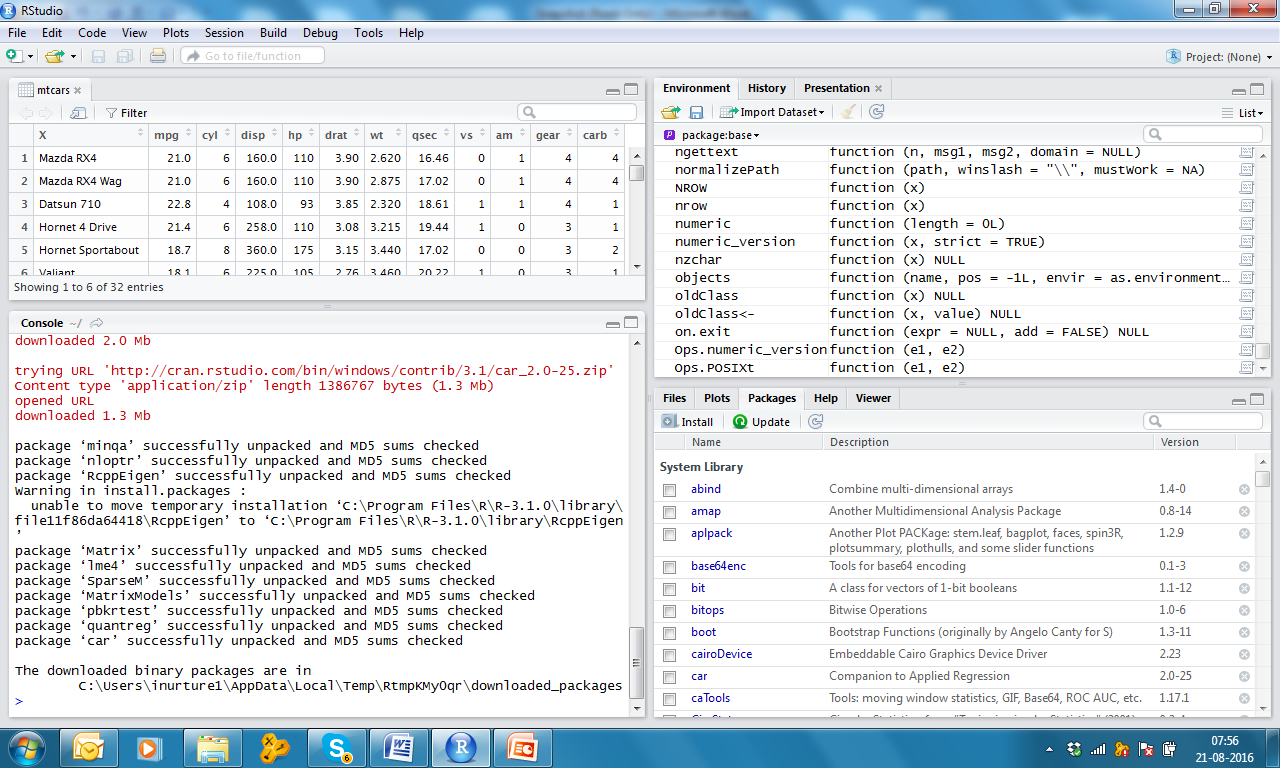 RStudio
File Edit Code View Plots Session Build Debug Tools Help
Go to file/function
Project: (None)
mtcars
Filter
X mpg cyl disp hp drat wt qsec vs am gear carb
1 Mazda RX4 21.0 6 160.0 110 3.90 2.620 16.46 0 1 4 4
2 Mazda RX4 Wag 21.0 6 160.0 110 3.90 2.875 17.02 0 1 4 4
3 Datsun 710 22.8 4 108.0 93 3.85 2.320 18.61 1 1 4 1
4 Hornet 4 Drive 21.4 6 258.0 110 3.08 3.215 19.44 1 0 3 1
5 Hornet Sportabout 18.7 8 360.0 175 3.15 3.440 17.02 0 0 3 2
6 Valiant 18.1 6 225.0 105 2.76 3.460 20.22 1 0 3 1
Showing 1 to 6 of 32 entries
Console ~/
downloaded 2.0 Mb
trying URL 'http://cran.rstudio.com/bin/windows/contrib/3.1/car_2.0-25.zip'
Content type 'application/zip' length 1386767 bytes (1.3 Mb)
opened URL
downloaded 1.3 Mb
package ‘minqa’ successfully unpacked and MD5 sums checked
package ‘nloptr’ successfully unpacked and MD5 sums checked
package ‘RcppEigen’ successfully unpacked and MD5 sums checked
Warning in install.packages :
unable to move temporary installation ‘C:\Program Files\R\R-3.1.0\library\
file11f86da64418\RcppEigen’ to ‘C:\Program Files\R\R-3.1.0\library\RcppEigen
’
package ‘Matrix’ successfully unpacked and MD5 sums checked
package ‘lme4’ successfully unpacked and MD5 sums checked
package ‘SparseM’ successfully unpacked and MD5 sums checked
package ‘MatrixModels’ successfully unpacked and MD5 sums checked
package ‘pbkrtest’ successfully unpacked and MD5 sums checked
package ‘quantreg’ successfully unpacked and MD5 sums checked
package ‘car’ successfully unpacked and MD5 sums checked
The downloaded binary packages are in
C:\Users\inurture1\AppData\Local\Temp\RtmpKMyOqr\downloaded_packages
>
Environment History Presentation
Import Dataset List
package:base
ngettext function (n, msg1, msg2, domain = NULL)
normalizePath function (path, winslash = "\\", mustWork = NA)
NROW function (x)
nrow function (x)
numeric function (length = 0L)
numeric_version function (x, strict = TRUE)
nzchar function (x) NULL
objects function (name, pos = -1L, envir = as.environment…
oldClass function (x) NULL
oldClass<- function (x, value) NULL
on.exit function (expr = NULL, add = FALSE) NULL
Ops.numeric_version function (e1, e2)
Ops.POSIXt function (e1, e2)
Files Plots Packages Help Viewer
Install Update
Name Description Version
System Library
abind Combine multi-dimensional arrays 1.4-0
amap Another Multidimensional Analysis Package 0.8-14
aplpack Another Plot PACKage: stem.leaf, bagplot, faces, spin3R, 1.2.9
plotsummary, plothulls, and some slider functions
base64enc Tools for base64 encoding 0.1-3
bit A class for vectors of 1-bit booleans 1.1-12
bitops Bitwise Operations 1.0-6
boot Bootstrap Functions (originally by Angelo Canty for S) 1.3-11
cairoDevice Embeddable Cairo Graphics Device Driver 2.23
car Companion to Applied Regression 2.0-25
caTools Tools: moving window statistics, GIF, Base64, ROC AUC, etc. 1.17.1
6
07:56
21-08-2016